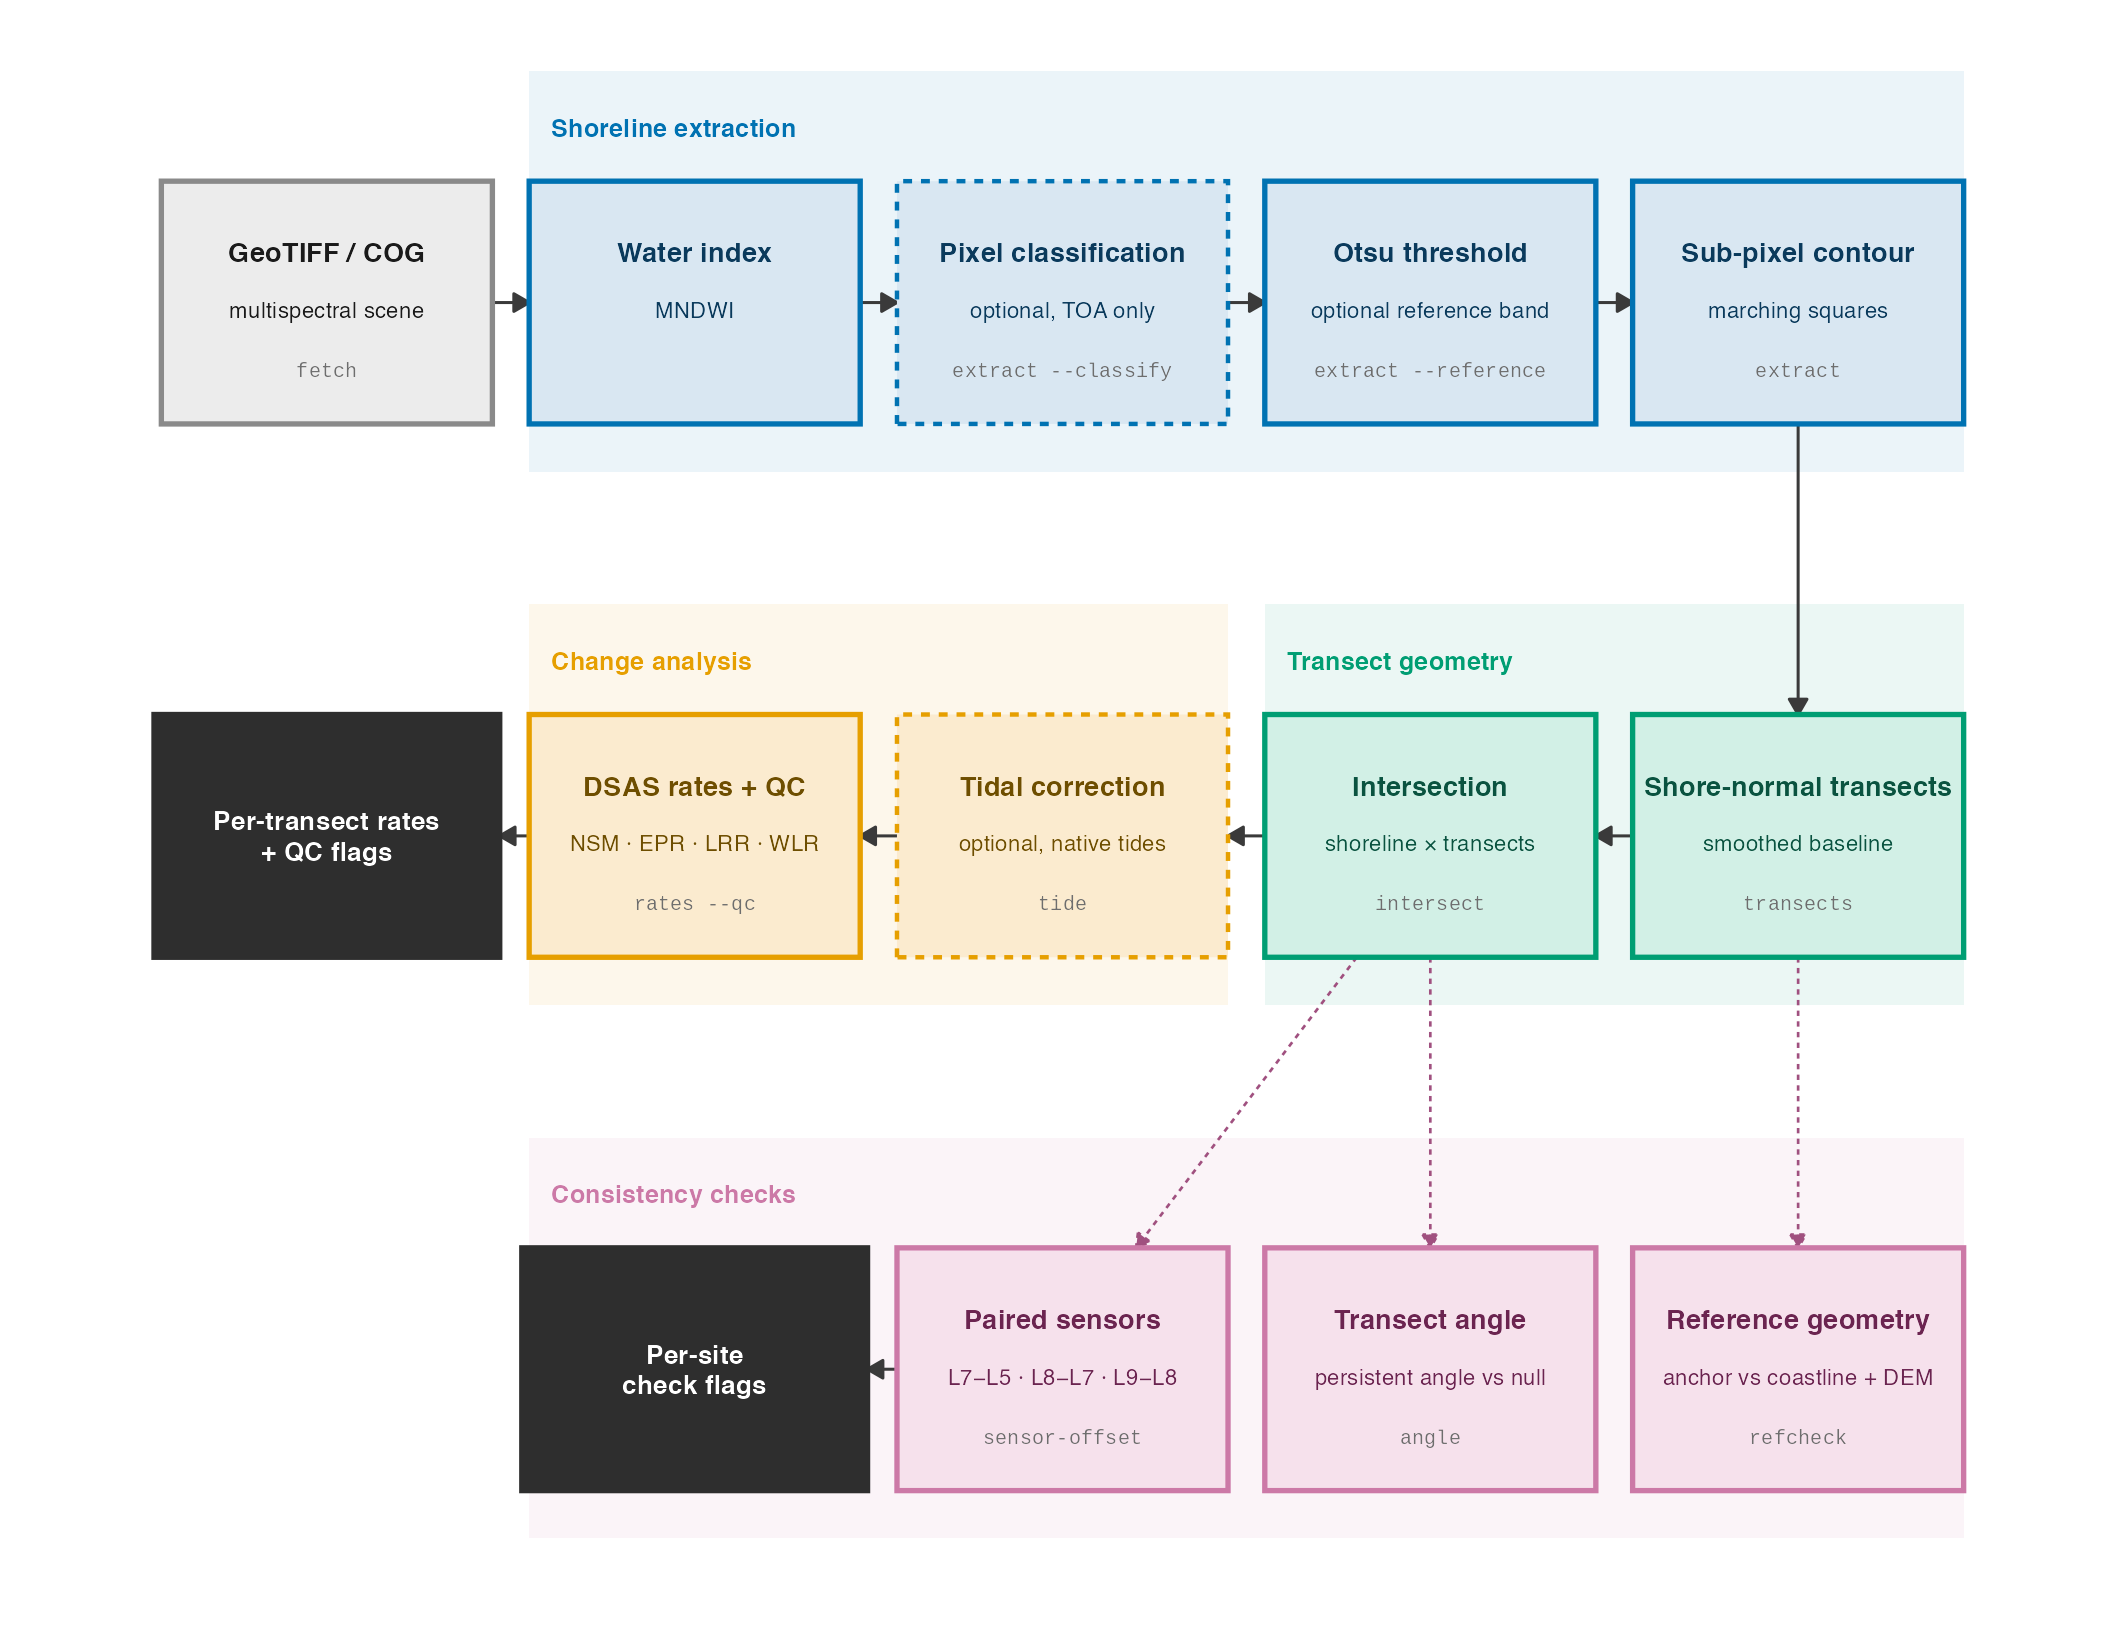 Shoreline extraction
GeoTIFF / COG
multispectral scene
fetch
Water index
MNDWI
Pixel classification
optional, TOA only
extract --classify
Otsu threshold
optional reference band
extract --reference
Sub-pixel contour
marching squares
extract
Change analysis
Transect geometry
Per-transect rates
+ QC flags
DSAS rates + QC
NSM · EPR · LRR · WLR
rates --qc
Tidal correction
optional, native tides
tide
Intersection
shoreline × transects
intersect
Shore-normal transects
smoothed baseline
transects
Consistency checks
Per-site
check flags
Paired sensors
L7–L5 · L8–L7 · L9–L8
sensor-offset
Transect angle
persistent angle vs null
angle
Reference geometry
anchor vs coastline + DEM
refcheck